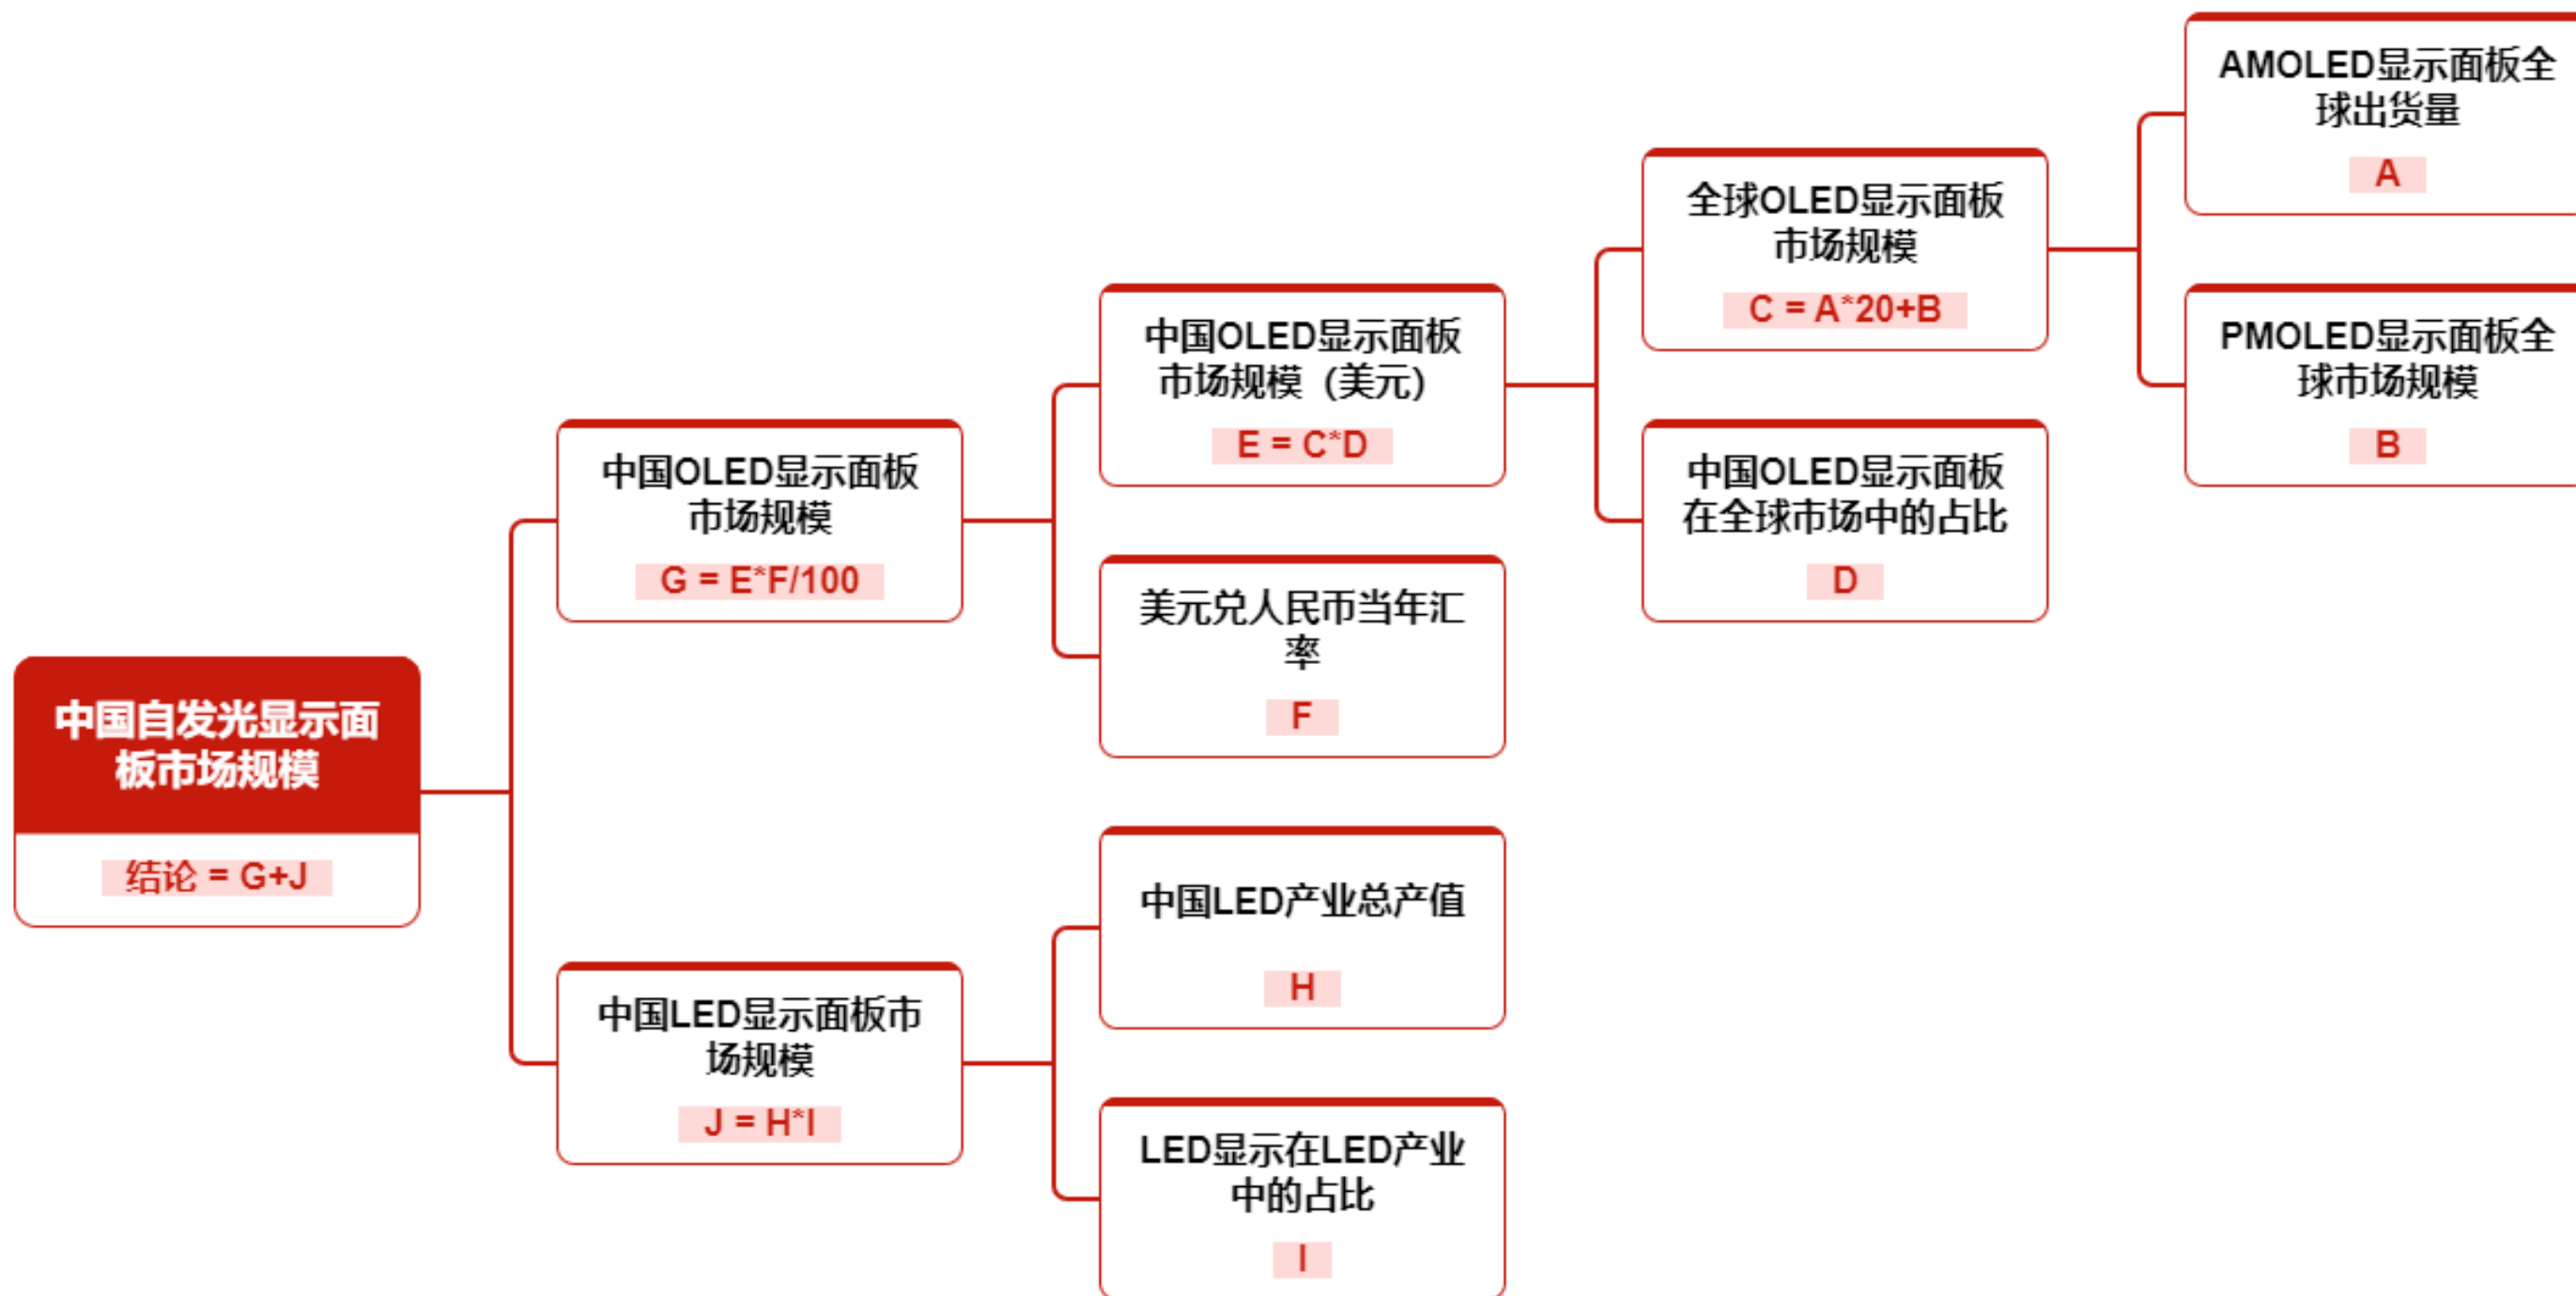 AMOLED显示面板全
球出货量
A
全球OLED显示面板
市场规模
C = A*20+B
PMOLED显示面板全
球市场规模
B
中国OLED显示面板
市场规模（美元）
E = C*D
中国OLED显示面板
在全球市场中的占比
D
中国OLED显示面板
市场规模
G = E*F/100
美元兑人民币当年汇
率
F
中国自发光显示面
板市场规模
结论 = G+J
中国LED产业总产值
H
中国LED显示面板市
场规模
J = H*I
LED显示在LED产业
中的占比
I